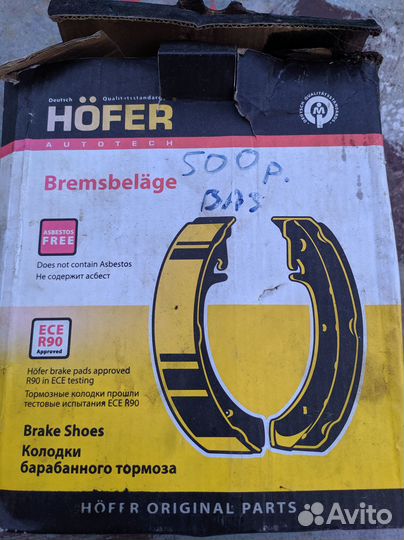 Deutsch Qualitätsstandard
HÖFER
AUTOTECH
500р.
ВАЗ
Bremsbeläge
ASBESTOS
FREE
Does not contain Asbestos
Не содержит асбест
ECE
R90
Approved
Höfer brake pads approved
R90 in ECE testing
Тормозные колодки прошли
тестовые испытания ECE R90
Brake Shoes
Колодки
барабанного тормоза
HÖFER ORIGINAL PARTS
Avito